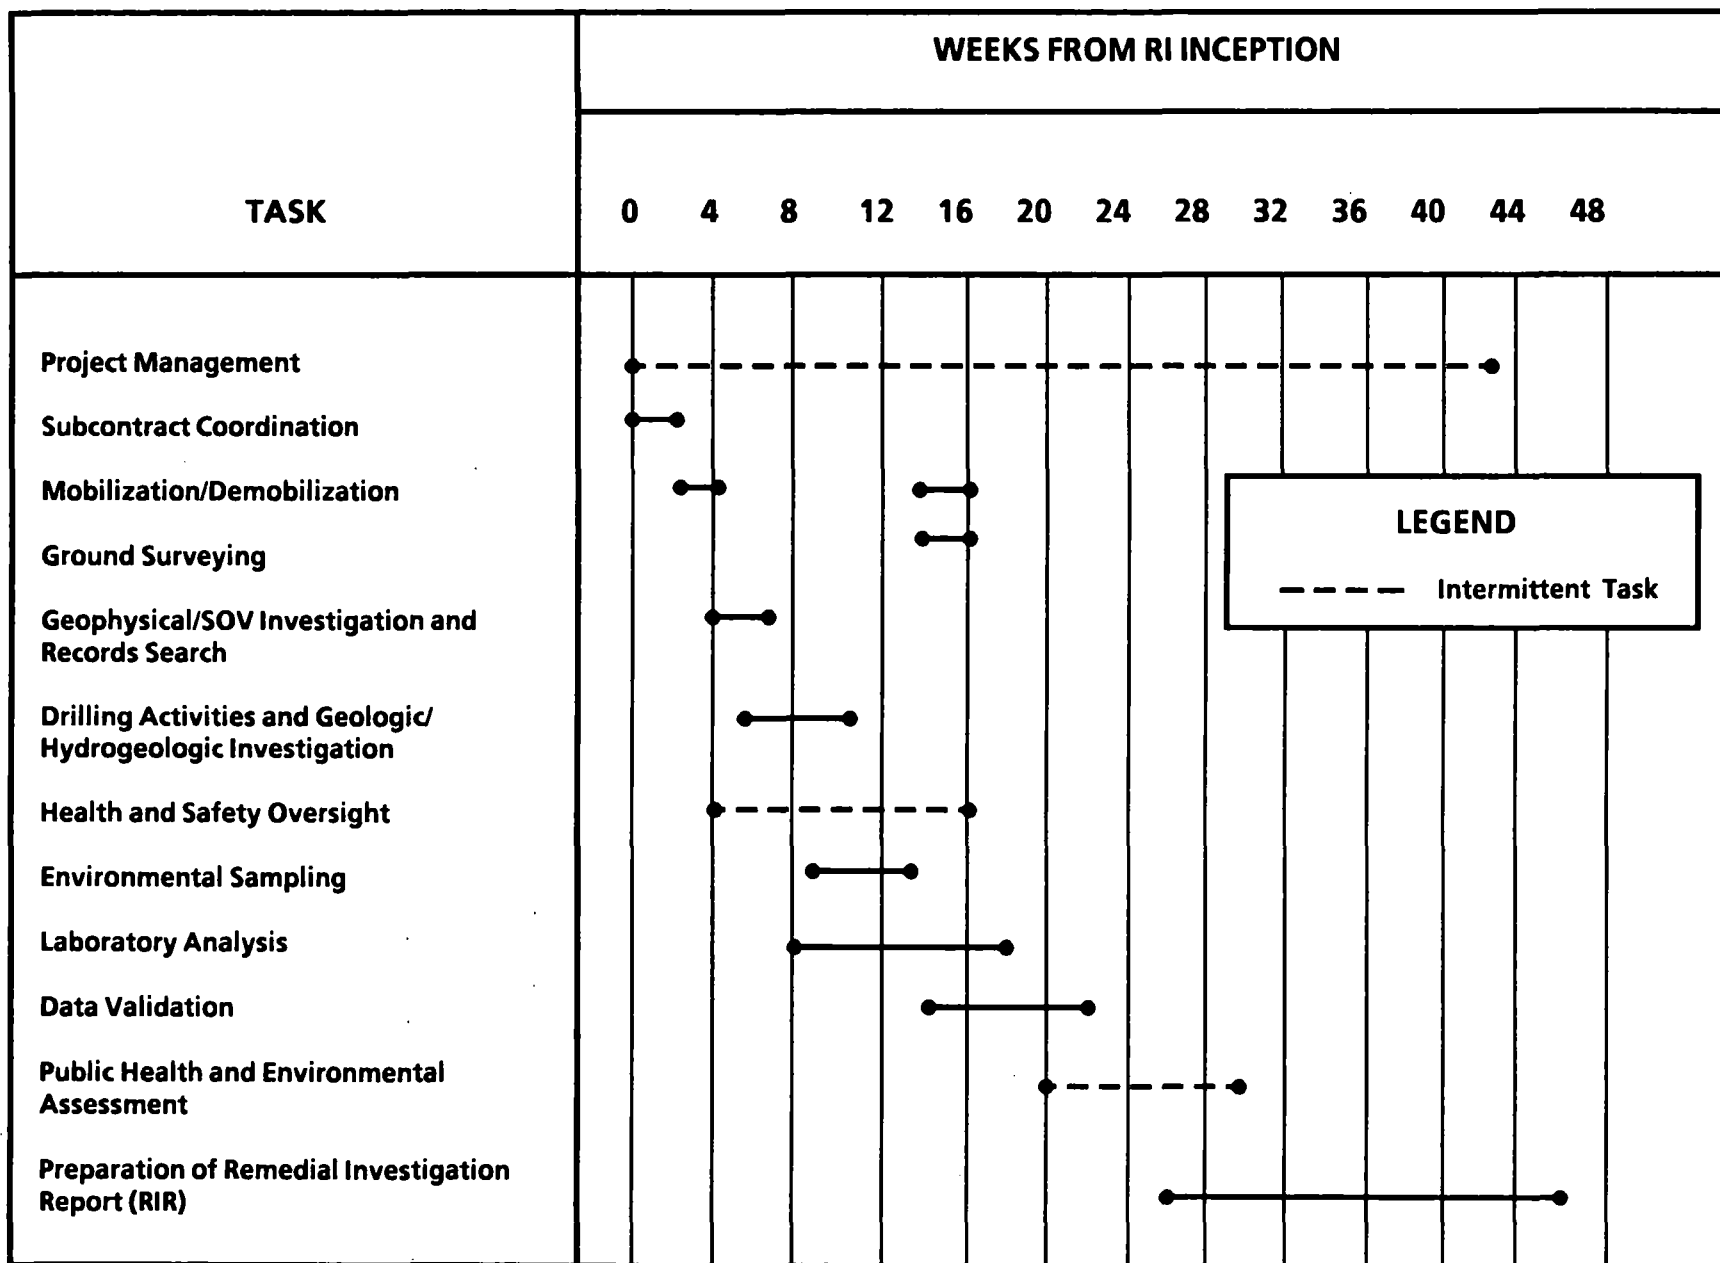 WEEKS FROM RI INCEPTION
TASK
0 4 8 12 16 20 24 28 32 36 40 44 48
Project Management
Subcontract Coordination
Mobilization/Demobilization
Ground Surveying
Geophysical/SOV Investigation and
Records Search
Drilling Activities and Geologic/
Hydrogeologic Investigation
Health and Safety Oversight
Environmental Sampling
Laboratory Analysis
Data Validation
Public Health and Environmental
Assessment
Preparation of Remedial Investigation
Report (RIR)
LEGEND
Intermittent Task